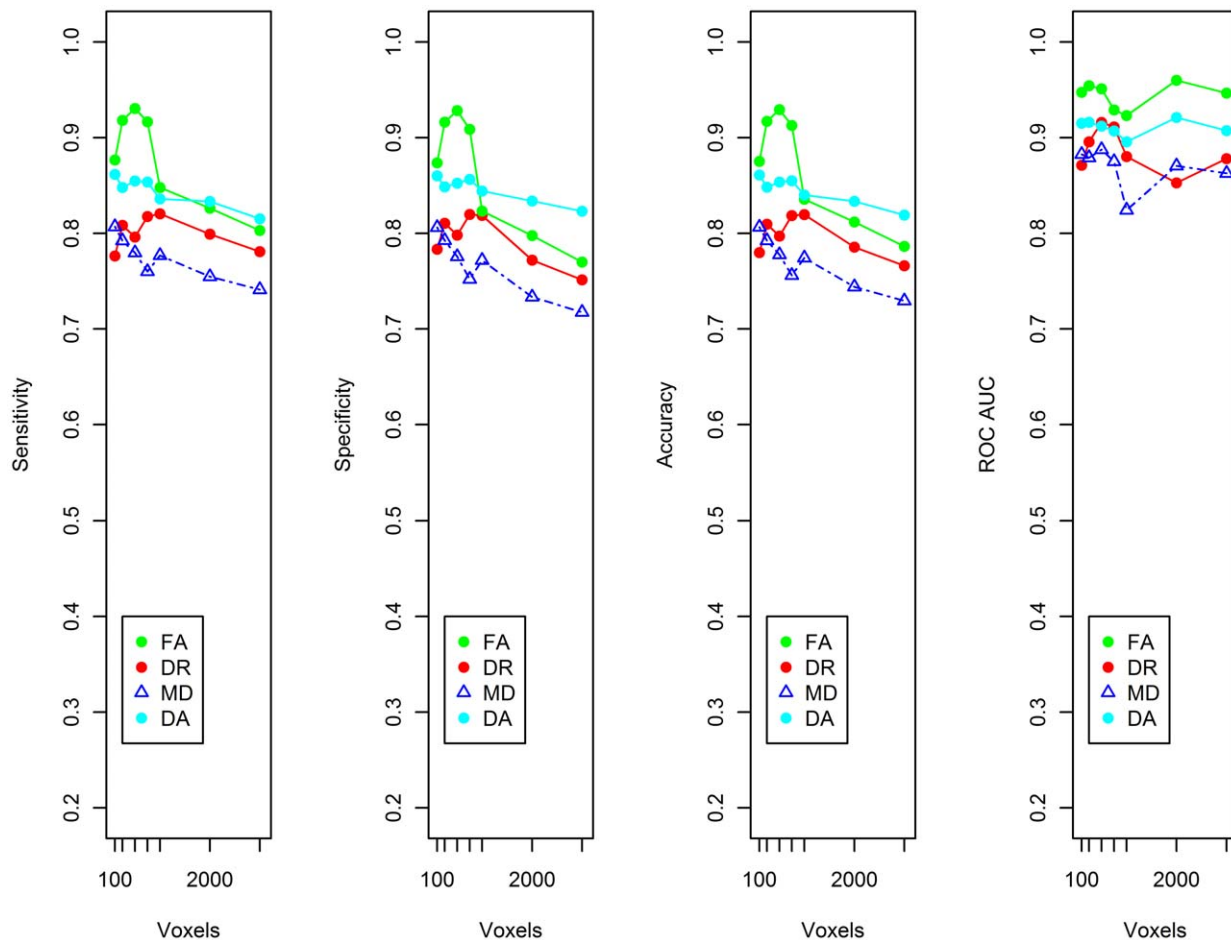 Sensitivity
1.0
0.9
0.8
0.7
0.6
0.5
0.4
0.3
0.2
FA
DR
MD
DA
100 2000
Voxels
Specificity
1.0
0.9
0.8
0.7
0.6
0.5
0.4
0.3
0.2
FA
DR
MD
DA
100 2000
Voxels
Accuracy
1.0
0.9
0.8
0.7
0.6
0.5
0.4
0.3
0.2
FA
DR
MD
DA
100 2000
Voxels
ROC AUC
1.0
0.9
0.8
0.7
0.6
0.5
0.4
0.3
0.2
FA
DR
MD
DA
100 2000
Voxels